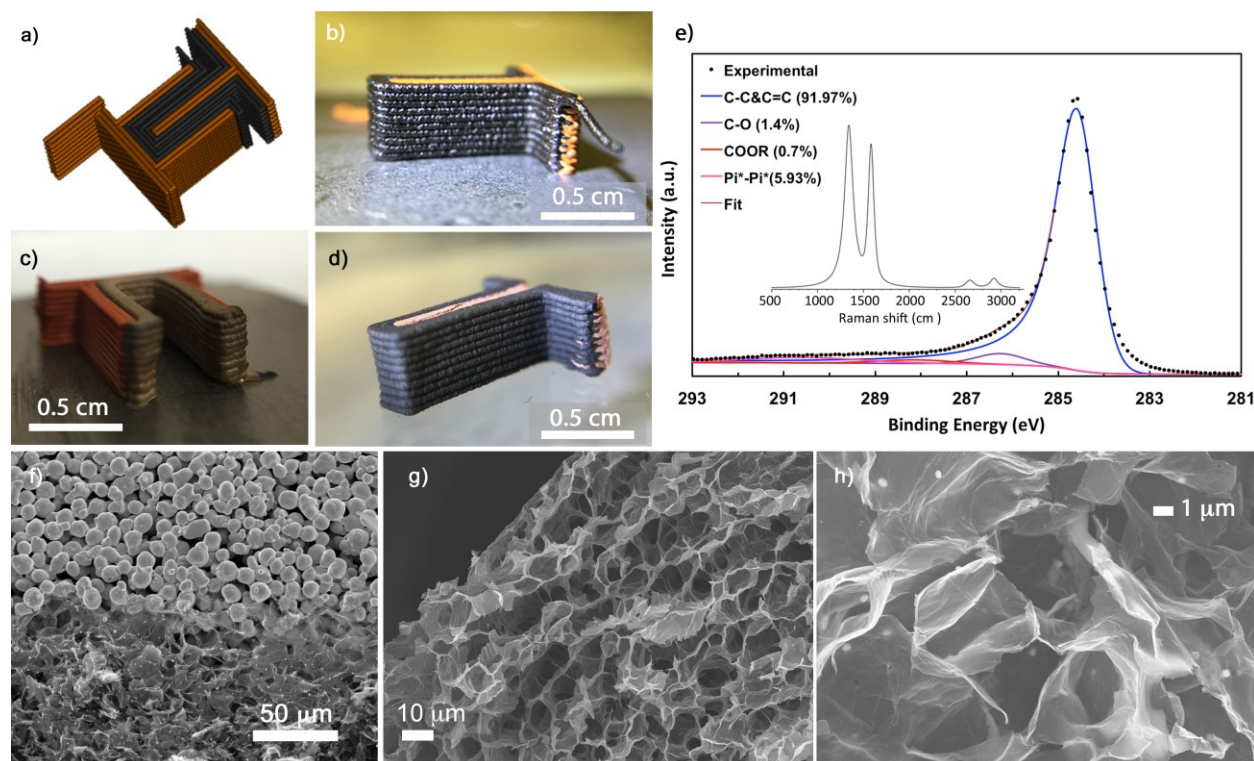 a)
b)
0.5 cm
c)
0.5 cm
d)
0.5 cm
e)
Experimental
C-C&C=C (91.97%)
C-O (1.4%)
COOR (0.7%)
Pi*-Pi*(5.93%)
Fit
Intensity (a.u.)
500 1000 1500 2000 2500 3000
Raman shift (cm )
293 291 289 287 285 283 281
Binding Energy (eV)
f)
50 μm
g)
10 μm
h)
1 μm